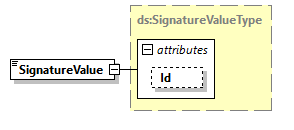 ds:SignatureValueType
attributes
SignatureValue
Id